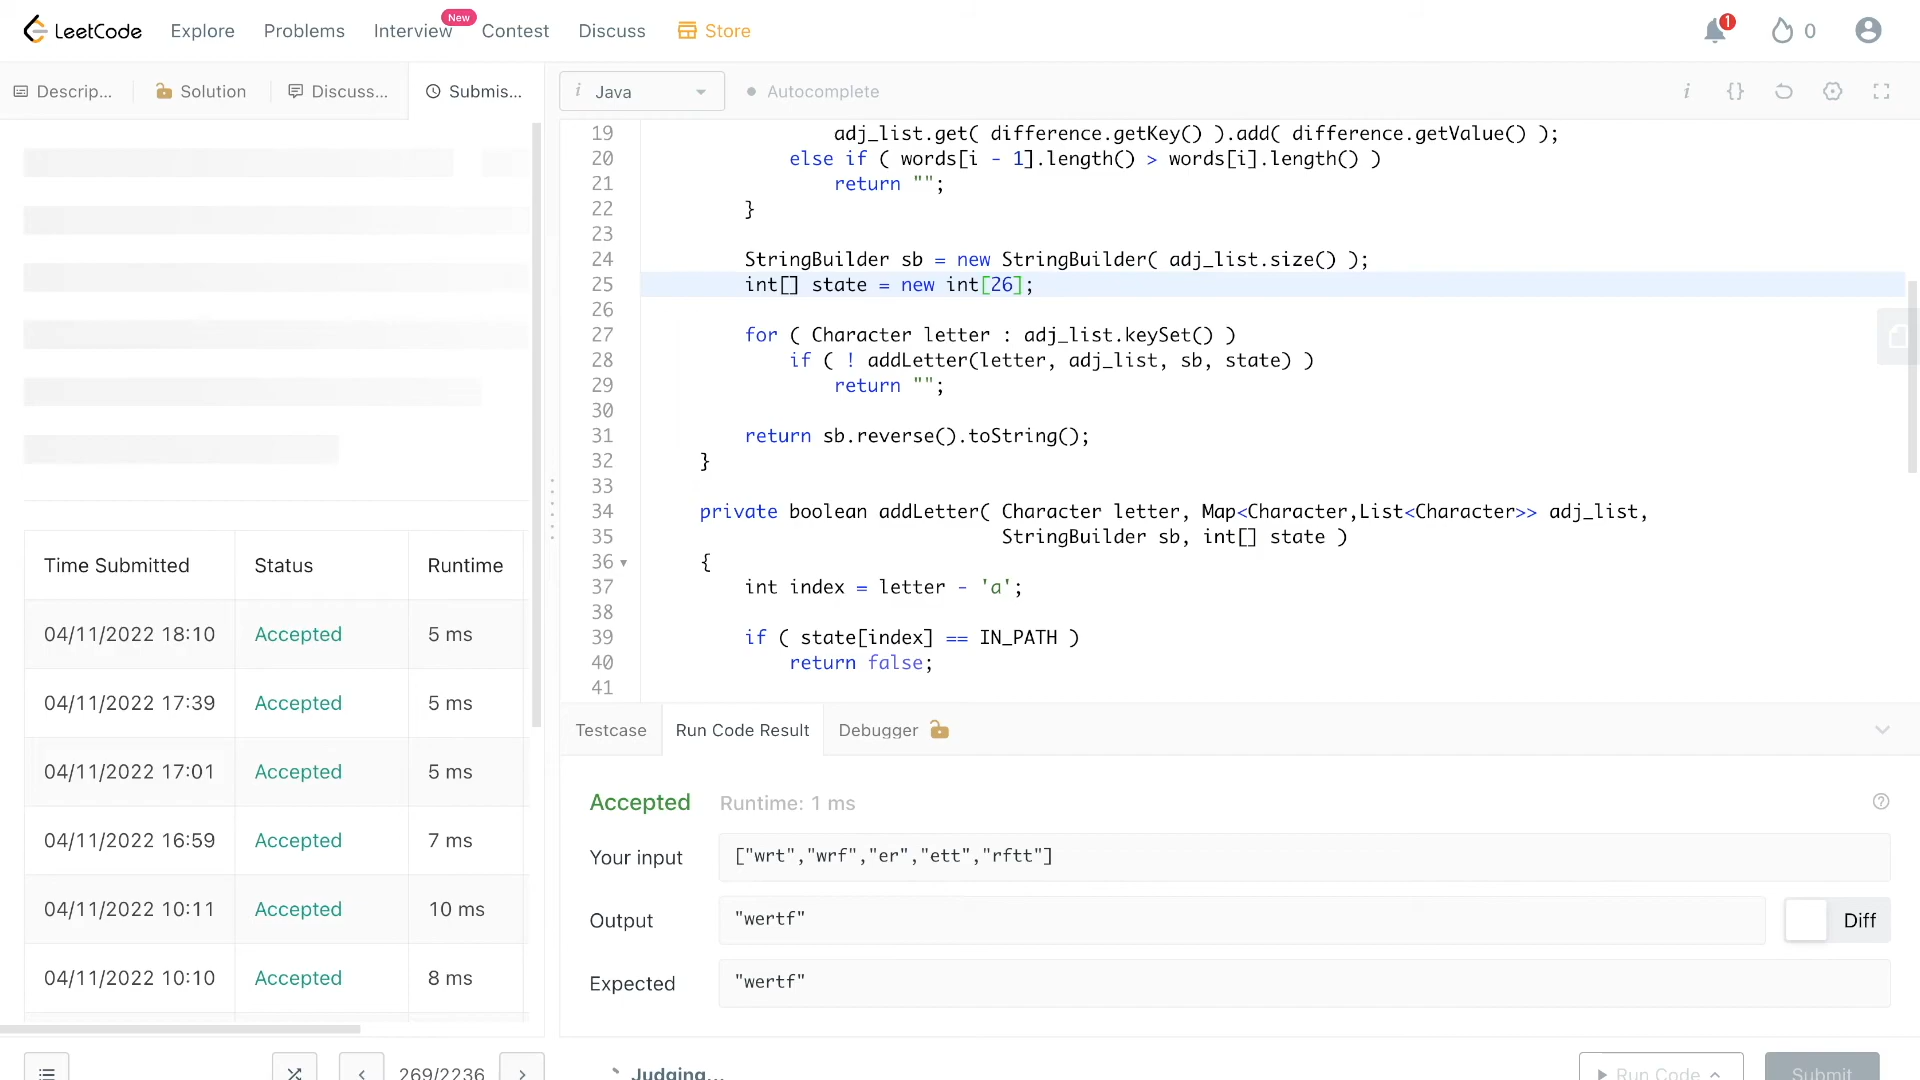 LeetCode Explore Problems Interview New Contest Discuss Store 1 0
Descrip... Solution Discuss... Submis...
i Java Autocomplete i {}
19 adj_list.get( difference.getKey() ).add( difference.getValue() );
20 else if ( words[i - 1].length() > words[i].length() )
21 return "";
22 }
23
24 StringBuilder sb = new StringBuilder( adj_list.size() );
25 int[] state = new int[26];
26
27 for ( Character letter : adj_list.keySet() )
28 if ( ! addLetter(letter, adj_list, sb, state) )
29 return "";
30
31 return sb.reverse().toString();
32 }
33
34 private boolean addLetter( Character letter, Map<Character,List<Character>> adj_list,
35 StringBuilder sb, int[] state )
36 {
37 int index = letter - 'a';
38
39 if ( state[index] == IN_PATH )
40 return false;
41
Time Submitted Status Runtime
04/11/2022 18:10 Accepted 5 ms
04/11/2022 17:39 Accepted 5 ms
04/11/2022 17:01 Accepted 5 ms
04/11/2022 16:59 Accepted 7 ms
04/11/2022 10:11 Accepted 10 ms
04/11/2022 10:10 Accepted 8 ms
Testcase Run Code Result Debugger
Accepted Runtime: 1 ms
Your input ["wrt","wrf","er","ett","rftt"]
Output "wertf" Diff
Expected "wertf"
269/2236 Judging... Run Code Submit